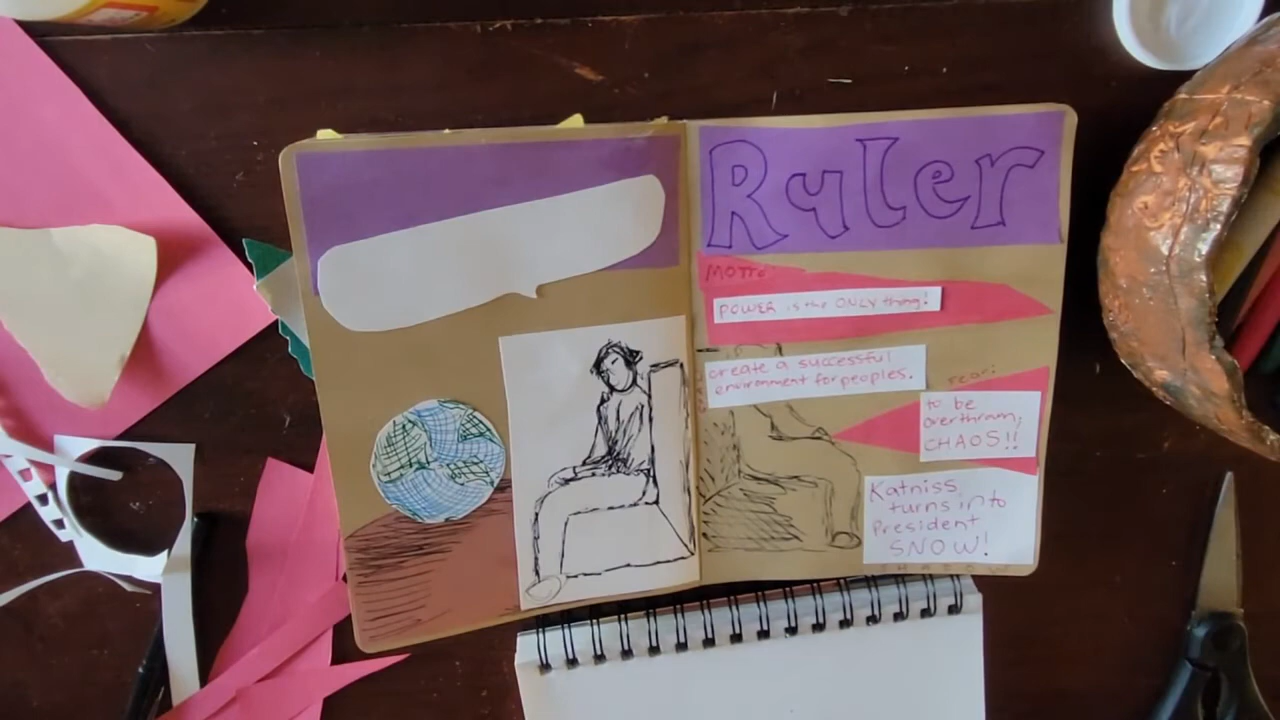 Ruler
MOTTO:
POWER is the ONLY thing!
create a successful
environment for peoples.
Fear:
to be
overthrown,
CHAOS!!
Katniss
turns into
President
SNOW!
SHADOW